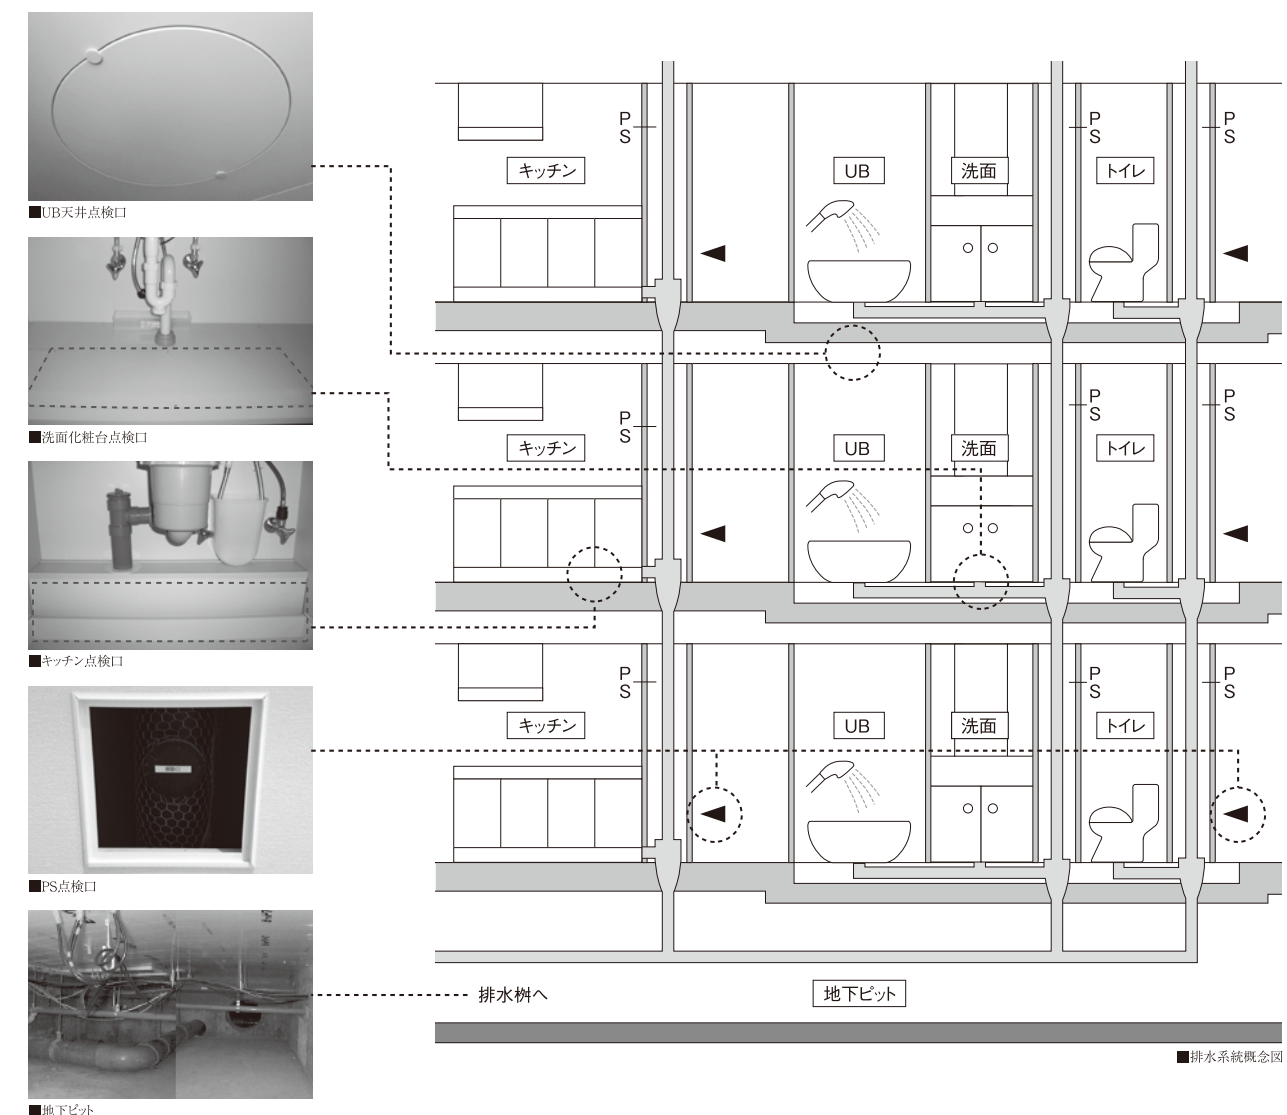 ■UB天井点検口
■洗面化粧台点検口
■キッチン点検口
■PS点検口
■地下ピット
PS
PS
PS
キッチン
UB
洗面
トイレ
PS
PS
PS
キッチン
UB
洗面
トイレ
PS
PS
PS
キッチン
UB
洗面
トイレ
排水桝へ
地下ピット
■排水系統概念図